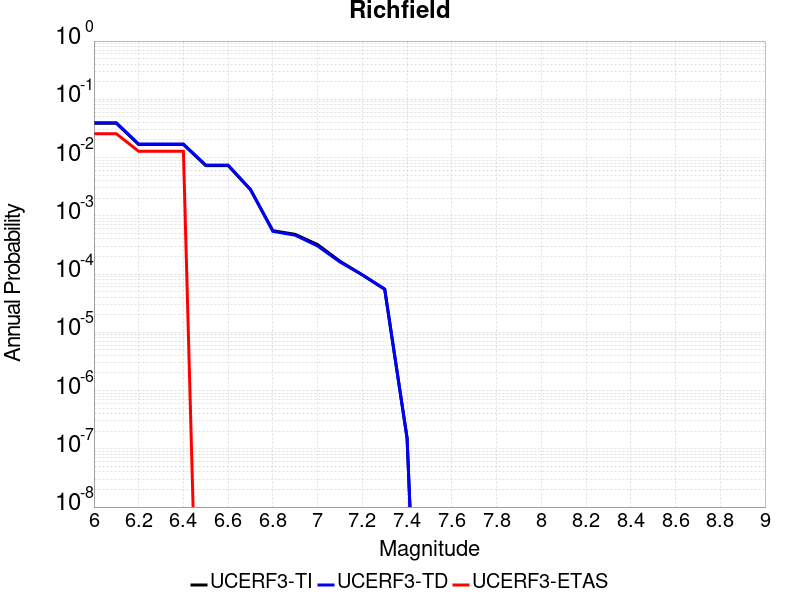 Richfield
10^0
10^-1
10^-2
10^-3
10^-4
10^-5
10^-6
10^-7
10^-8
Annual Probability
6 6.2 6.4 6.6 6.8 7 7.2 7.4 7.6 7.8 8 8.2 8.4 8.6 8.8 9
Magnitude
UCERF3-TI UCERF3-TD UCERF3-ETAS